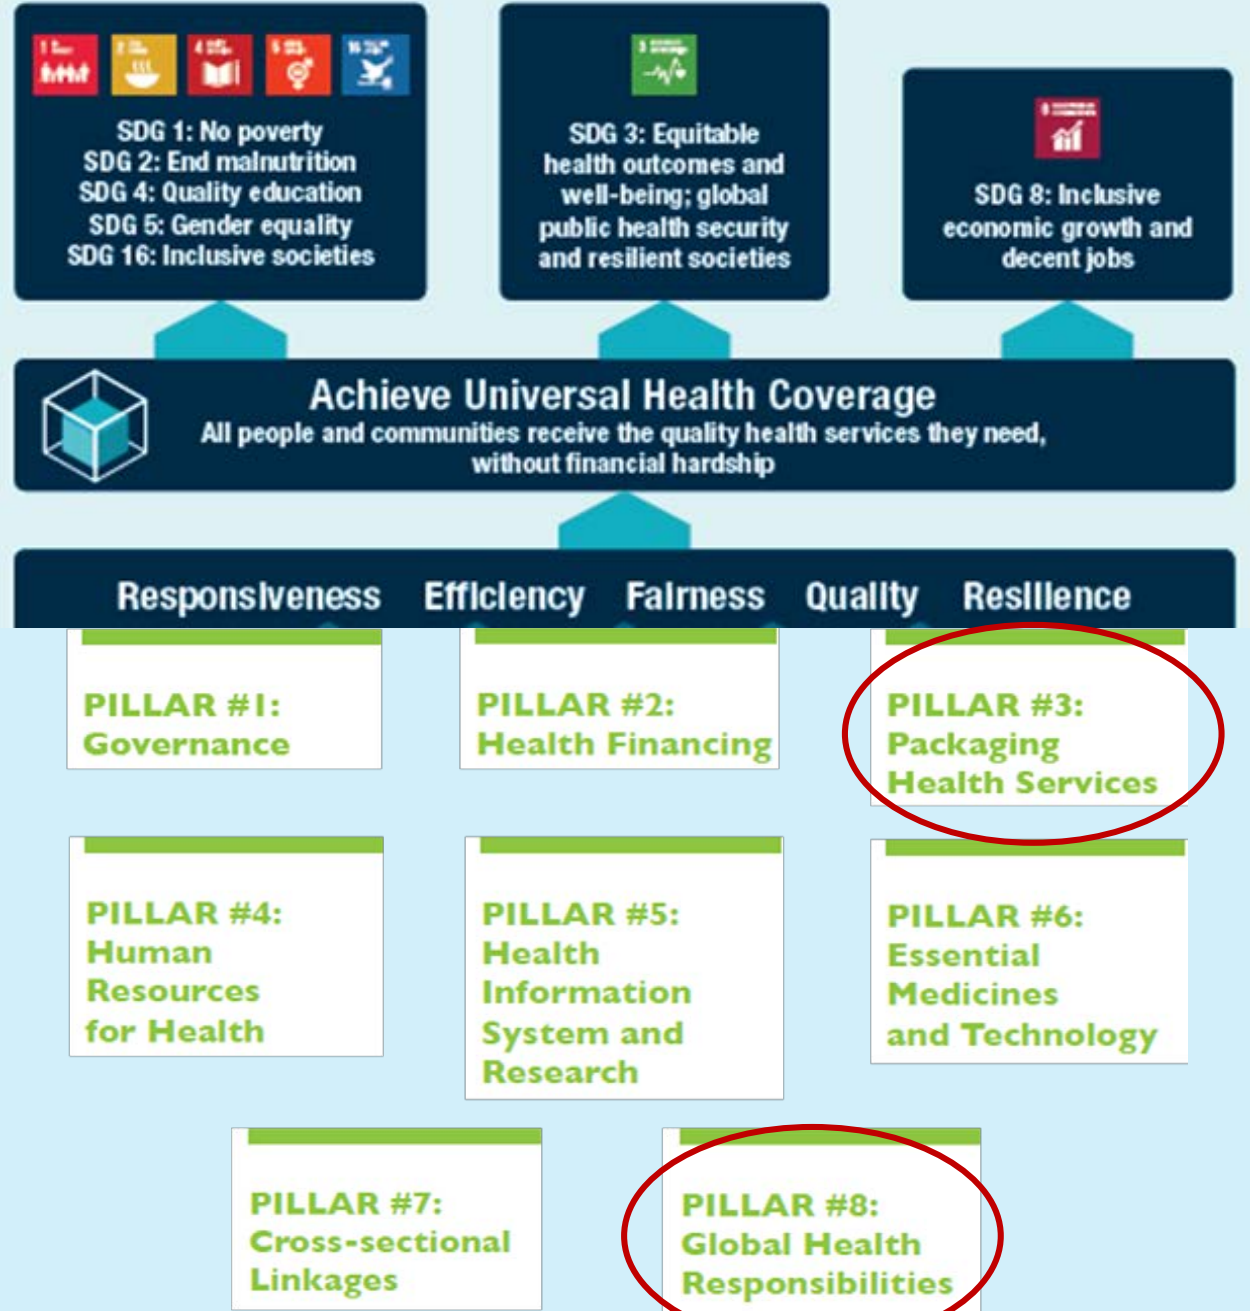 SDG 1: No poverty
SDG 2: End malnutrition
SDG 4: Quality education
SDG 5: Gender equality
SDG 16: Inclusive societies
SDG 3: Equitable
health outcomes and
well-being; global
public health security
and resilient societies
SDG 8: Inclusive
economic growth and
decent jobs
Achieve Universal Health Coverage
All people and communities receive the quality health services they need,
without financial hardship
Responsiveness Efficiency Fairness Quality Resilience
PILLAR #1:
Governance
PILLAR #2:
Health Financing
PILLAR #3:
Packaging
Health Services
PILLAR #4:
Human
Resources
for Health
PILLAR #5:
Health
Information
System and
Research
PILLAR #6:
Essential
Medicines
and Technology
PILLAR #7:
Cross-sectional
Linkages
PILLAR #8:
Global Health
Responsibilities